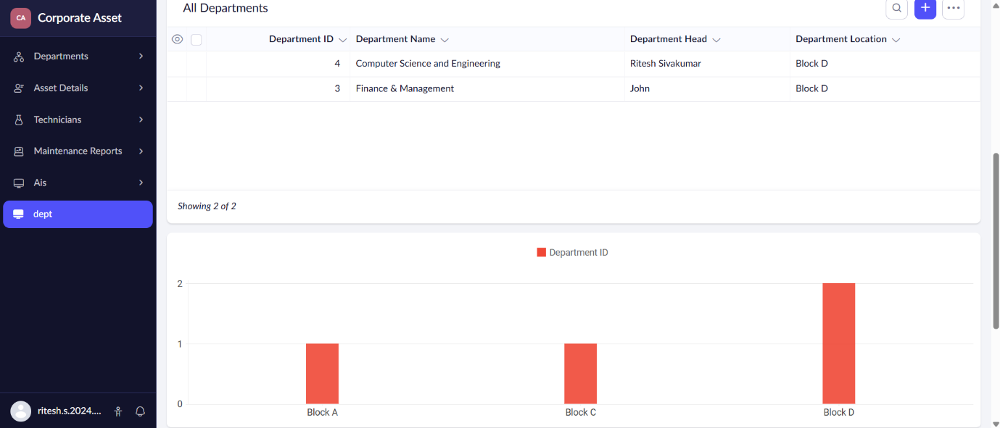 CA Corporate Asset
Departments
Asset Details
Technicians
Maintenance Reports
Ais
dept
ritesh.s.2024....
All Departments
Department ID Department Name Department Head Department Location
4 Computer Science and Engineering Ritesh Sivakumar Block D
3 Finance & Management John Block D
Showing 2 of 2
Department ID
2
1
0
Block A Block C Block D